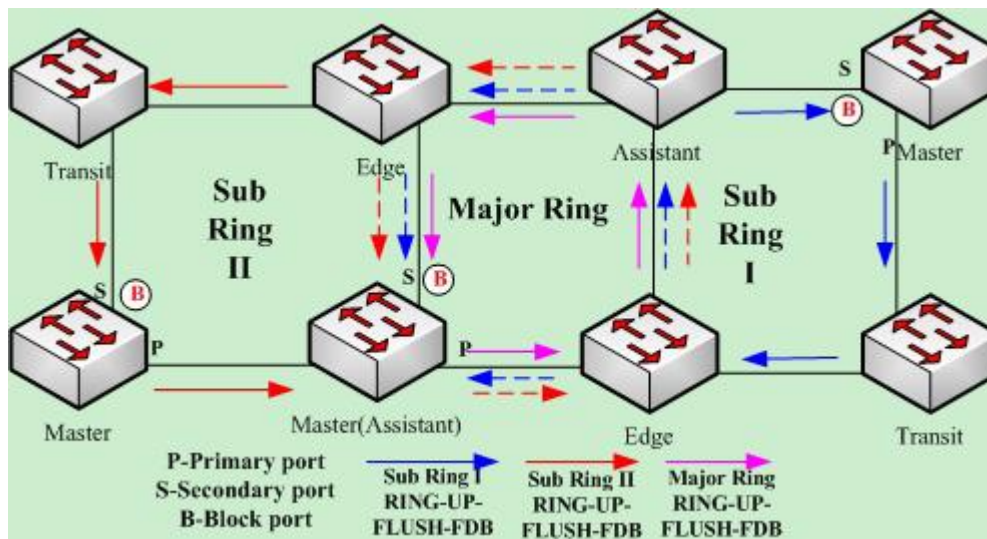 S
B
Transit
Edge
Assistant
P
Master
Sub
Ring
II
Major Ring
Sub
Ring
I
S
B
S
B
P
P
Master
Master(Assistant)
Edge
Transit
P-Primary port
S-Secondary port
B-Block port
Sub Ring I
RING-UP-
FLUSH-FDB
Sub Ring II
RING-UP-
FLUSH-FDB
Major Ring
RING-UP-
FLUSH-FDB